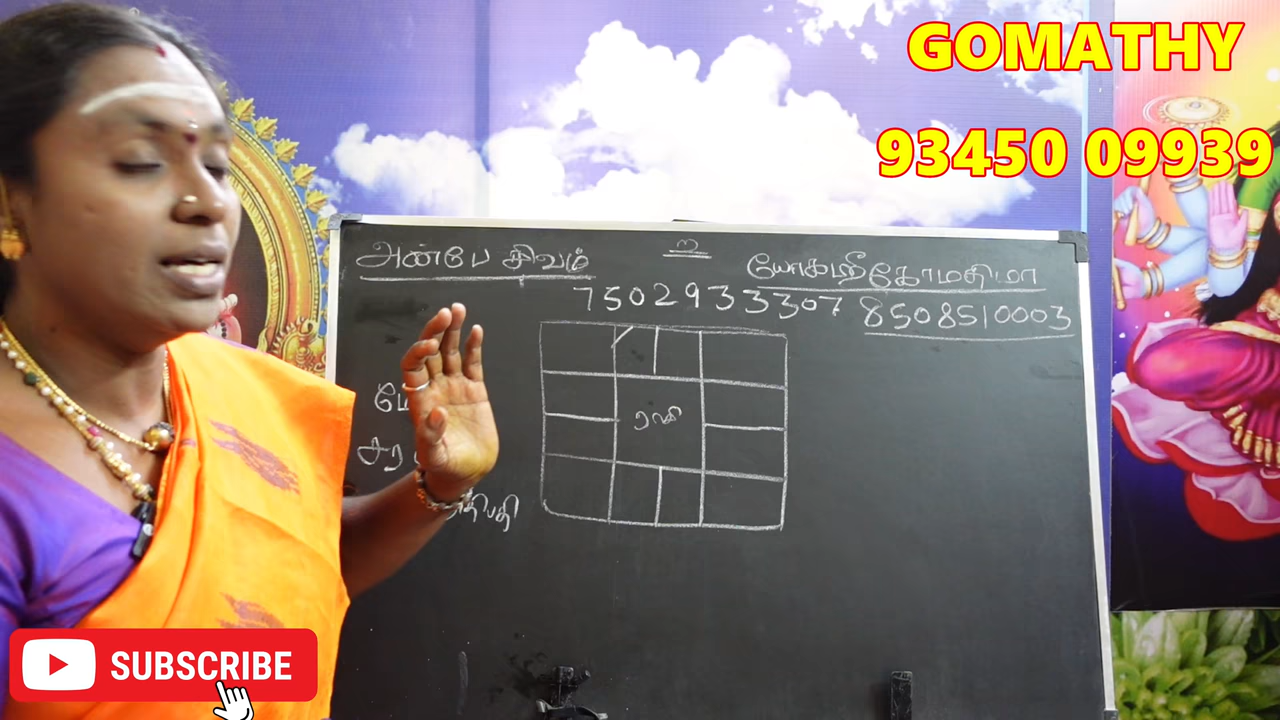 GOMATHY
93450 09939
உ
அன்பே சிவம்
யோகஸ்ரீ கோமதிமா
7502933307 8508510003
ராசி
SUBSCRIBE